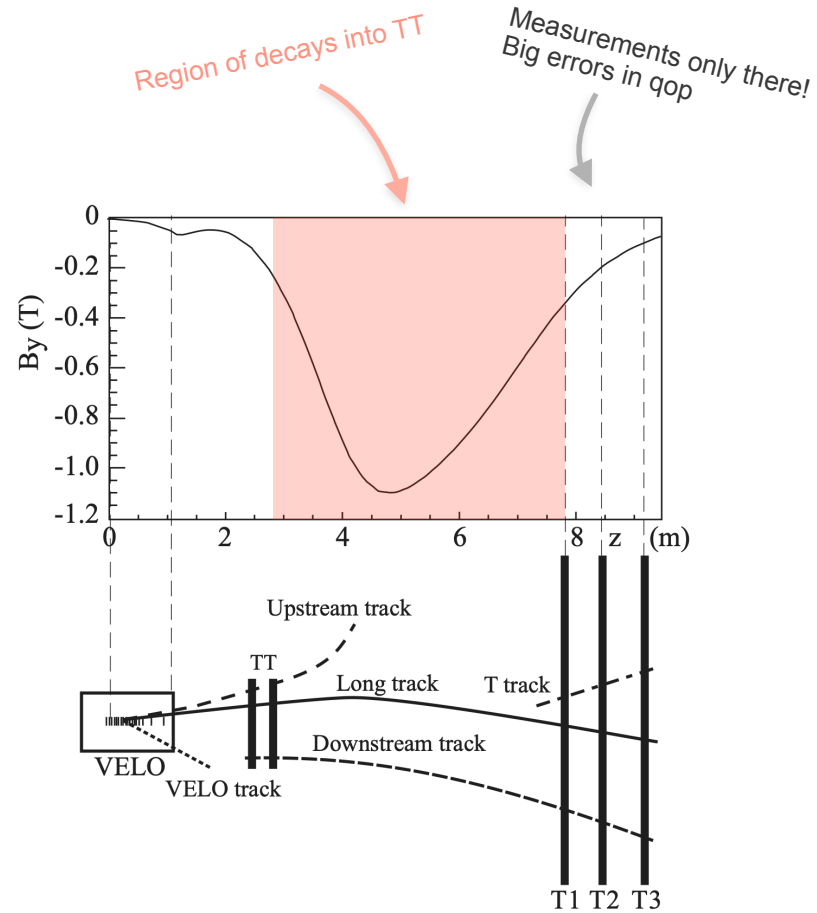 Region of decays into TT
Measurements only there!
Big errors in qop
0
-0.2
-0.4
-0.6
-0.8
-1.0
-1.2
By (T)
0 2 4 6 8 z (m)
Upstream track
TT
Long track
T track
Downstream track
VELO
VELO track
T1 T2 T3